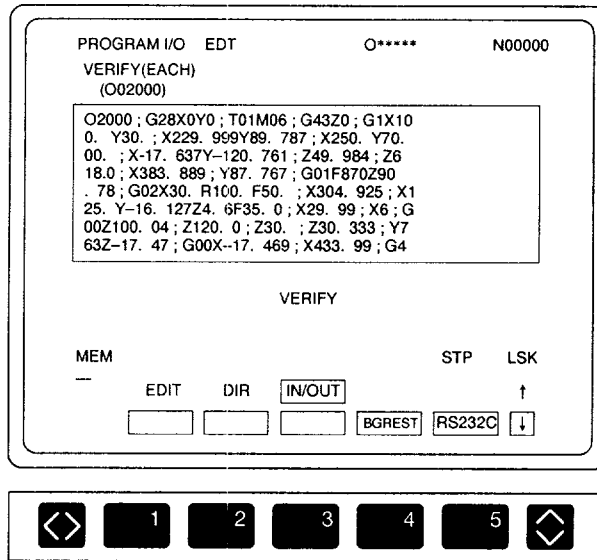 PROGRAM I/O EDT O***** N00000
VERIFY(EACH)
(O02000)
O2000 ; G28X0Y0 ; T01M06 ; G43Z0 ; G1X10
0. Y30. ; X229. 999Y89. 787 ; X250. Y70.
00. ; X-17. 637Y-120. 761 ; Z49. 984 ; Z6
18.0 ; X383. 889 ; Y87. 767 ; G01F870Z90
. 78 ; G02X30. R100. F50. ; X304. 925 ; X1
25. Y-16. 127Z4. 6F35. 0 ; X29. 99 ; X6 ; G
00Z100. 04 ; Z120. 0 ; Z30. ; Z30. 333 ; Y7
63Z-17. 47 ; G00X--17. 469 ; X433. 99 ; G4
VERIFY
MEM STP LSK
EDIT DIR IN/OUT ↑
BGREST RS232C ↓
1 2 3 4 5